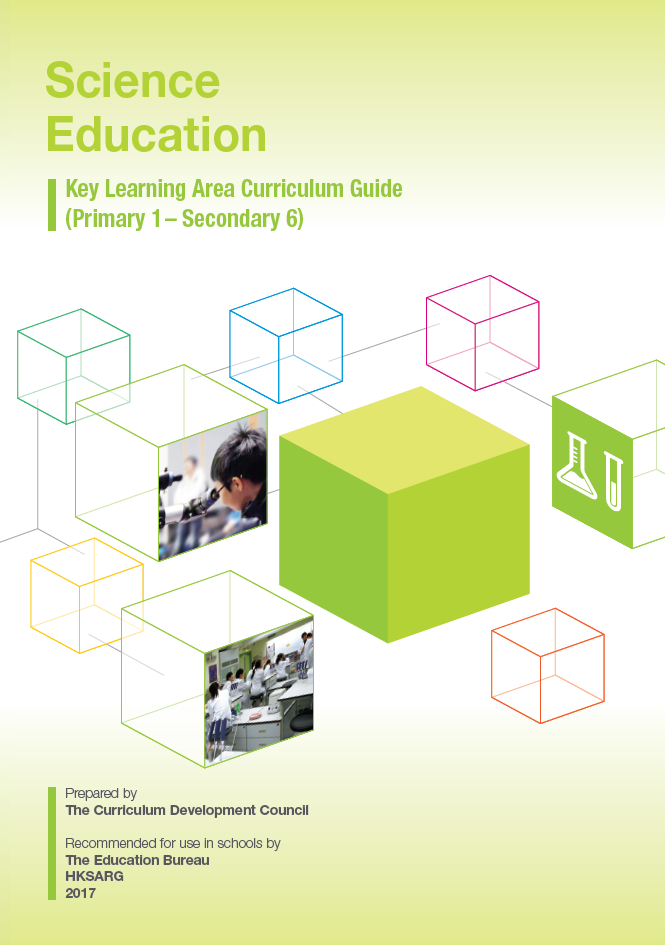 Science
Education
Key Learning Area Curriculum Guide
(Primary 1 – Secondary 6)
Prepared by
The Curriculum Development Council
Recommended for use in schools by
The Education Bureau
HKSARG
2017